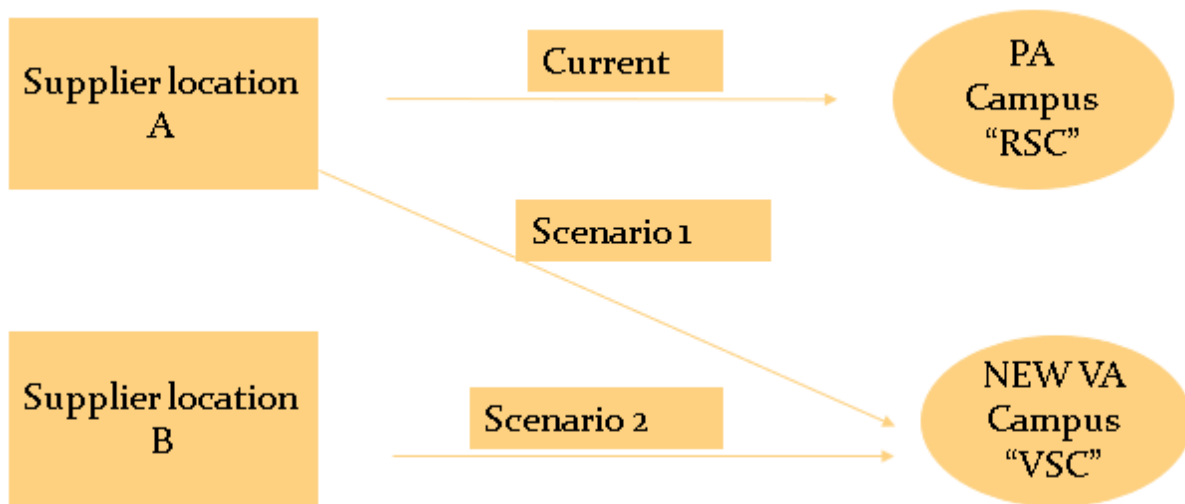 Supplier location
A
Current
PA
Campus
“RSC”
Scenario 1
Supplier location
B
Scenario 2
NEW VA
Campus
“VSC”